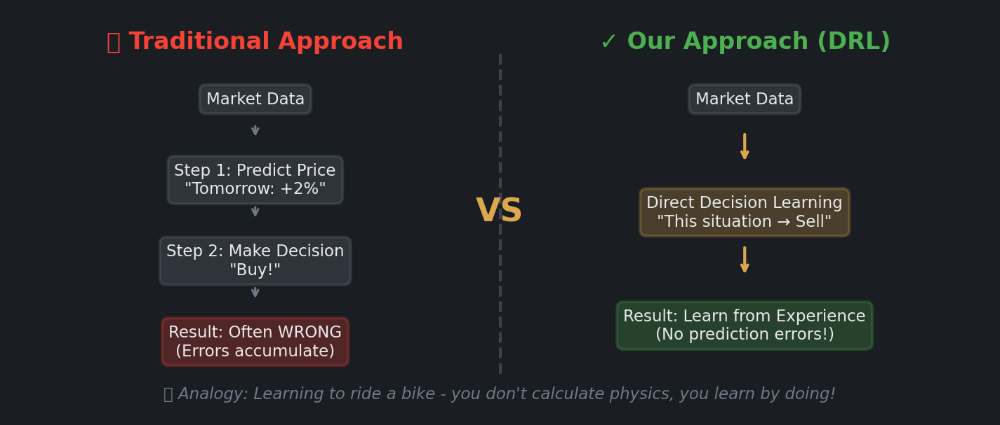 Traditional Approach
Market Data
Step 1: Predict Price
"Tomorrow: +2%"
Step 2: Make Decision
"Buy!"
Result: Often WRONG
(Errors accumulate)
VS
✓ Our Approach (DRL)
Market Data
Direct Decision Learning
"This situation → Sell"
Result: Learn from Experience
(No prediction errors!)
Analogy: Learning to ride a bike - you don't calculate physics, you learn by doing!